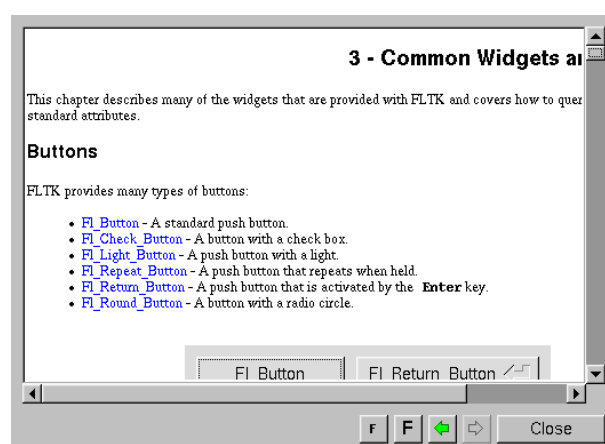 3 - Common Widgets a
This chapter describes many of the widgets that are provided with FLTK and covers how to quer
standard attributes.
Buttons
FLTK provides many types of buttons:
• Fl_Button - A standard push button.
• Fl_Check_Button - A button with a check box.
• Fl_Light_Button - A push button with a light.
• Fl_Repeat_Button - A push button that repeats when held.
• Fl_Return_Button - A push button that is activated by the Enter key.
• Fl_Round_Button - A button with a radio circle.
Fl_Button Fl_Return_Button
F F Close